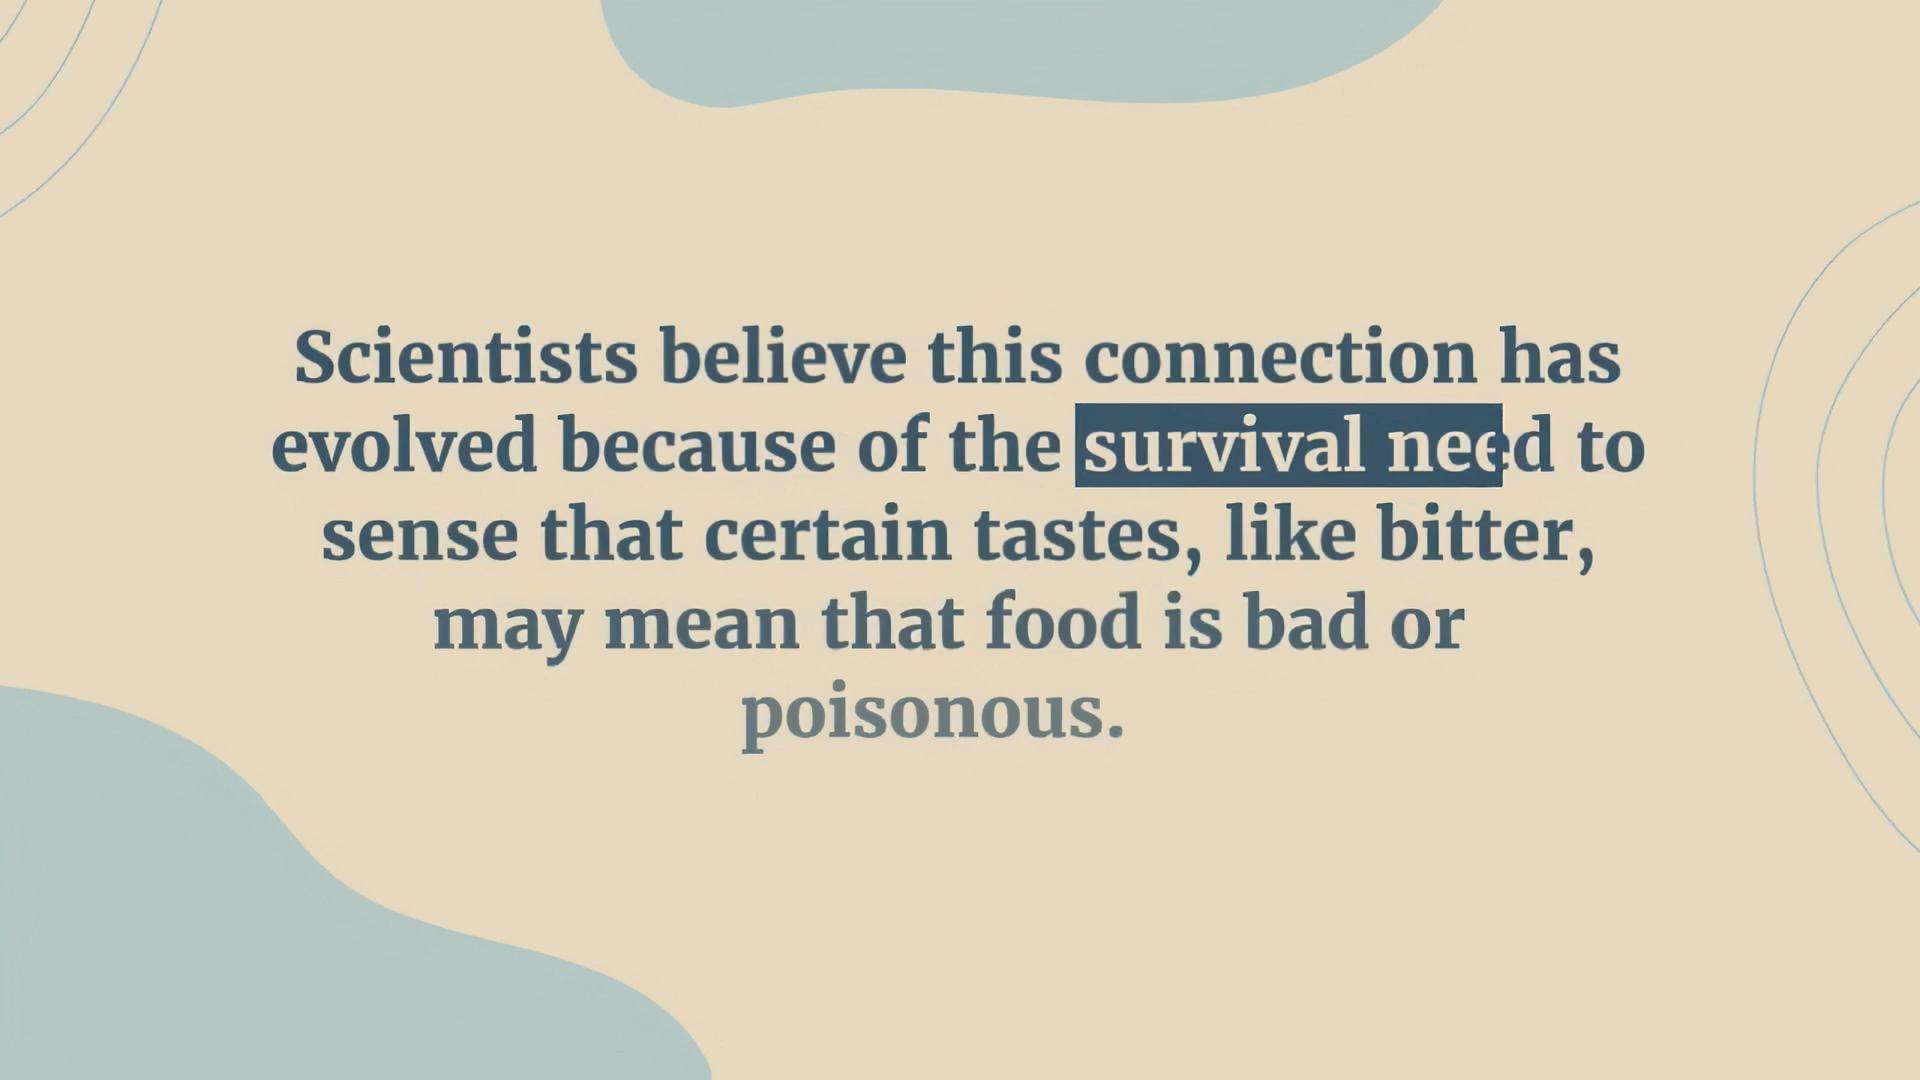 Scientists believe this connection has
evolved because of the survival need to
sense that certain tastes, like bitter,
may mean that food is bad or
poisonous.